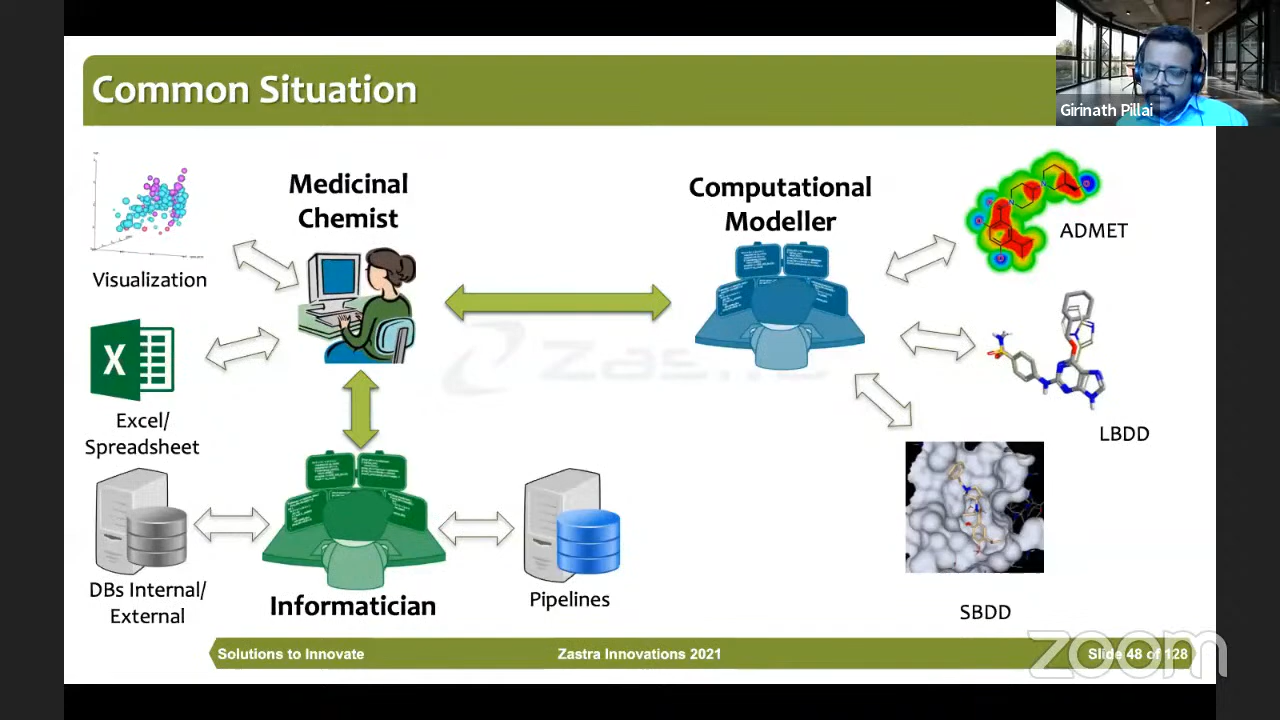 Common Situation
Girinath Pillai
Medicinal
Chemist
Computational
Modeller
ADMET
Visualization
X
Excel/
Spreadsheet
LBDD
DBs Internal/
External
Informatician
Pipelines
SBDD
Solutions to Innovate
Zastra Innovations 2021
Slide 48 of 128
zoom